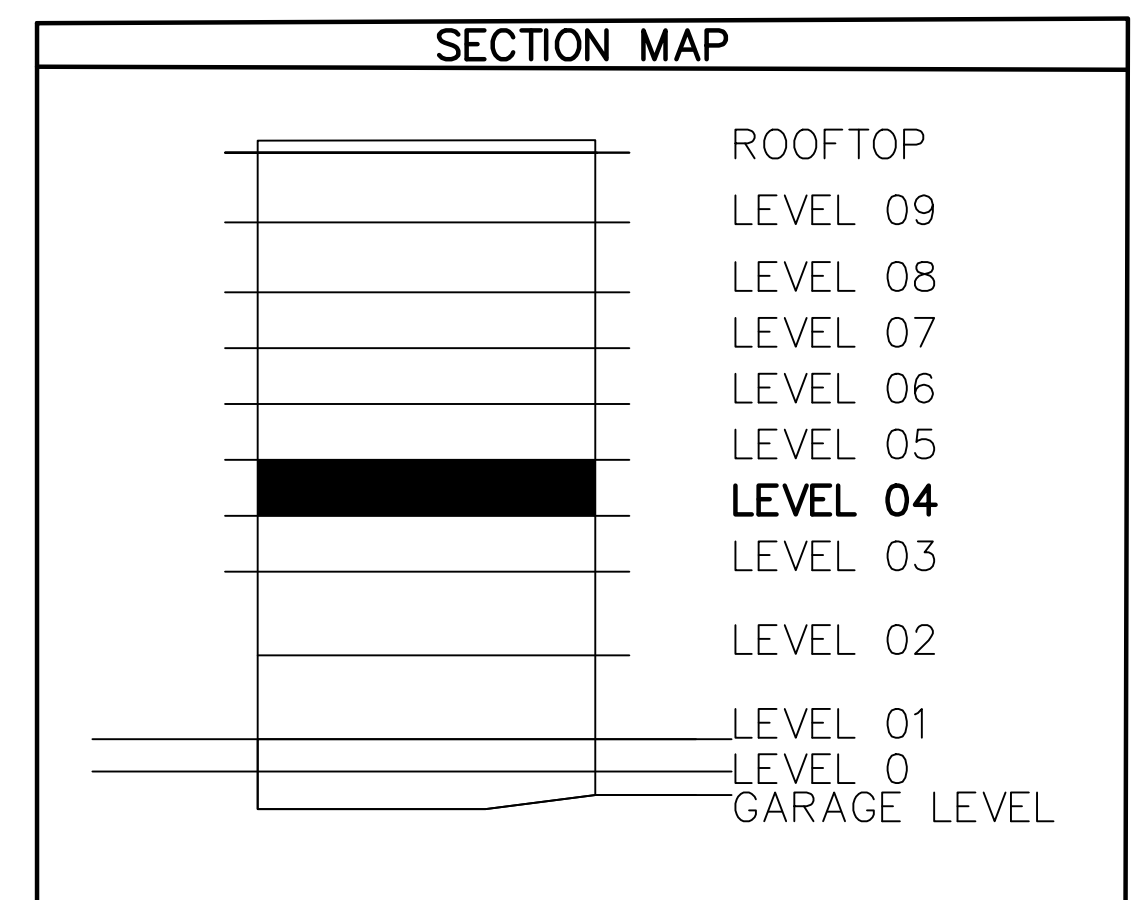 SECTION MAP
ROOFTOP
LEVEL 09
LEVEL 08
LEVEL 07
LEVEL 06
LEVEL 05
LEVEL 04
LEVEL 03
LEVEL 02
LEVEL 01
LEVEL 0
GARAGE LEVEL